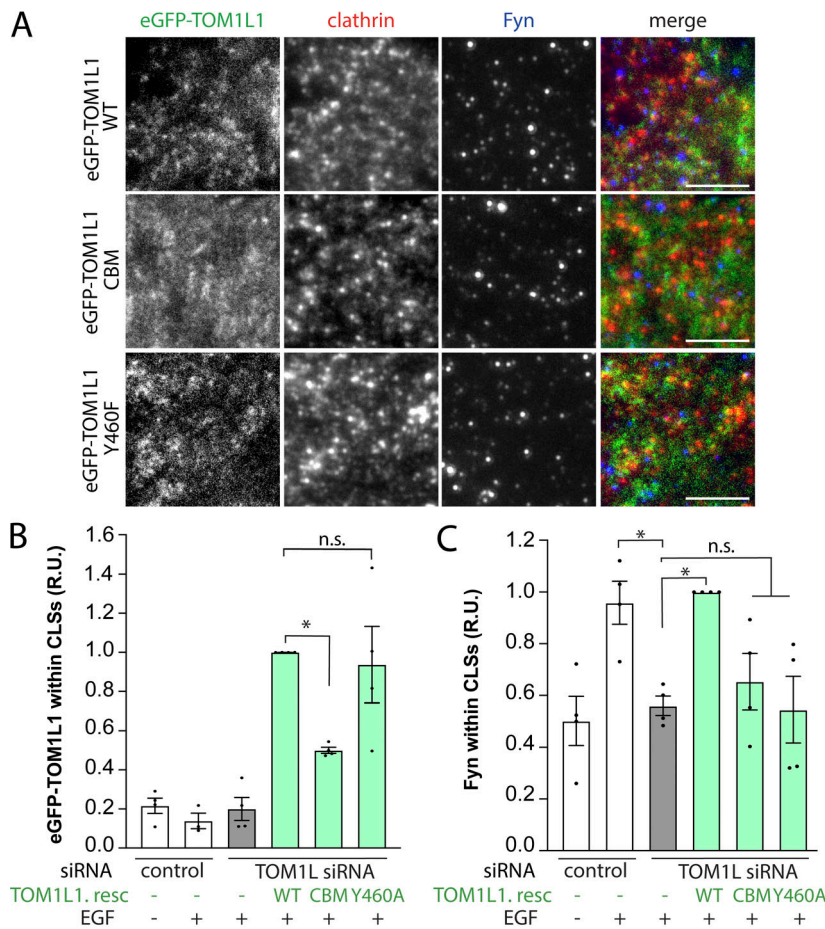 A
eGFP-TOM1L1 clathrin Fyn merge
eGFP-TOM1L1
WT
eGFP-TOM1L1
CBM
eGFP-TOM1L1
Y460F
B
eGFP-TOM1L1 within CLSs (R.U.)
1.6
1.4
1.2
1.0
0.8
0.6
0.4
0.2
0.0
n.s.
*
siRNA control TOM1L siRNA
TOM1L1. resc - - - WT CBM Y460A
EGF - + + + + +
C
Fyn within CLSs (R.U.)
1.2
1.0
0.8
0.6
0.4
0.2
0.0
*
n.s.
*
siRNA control TOM1L siRNA
TOM1L1. resc - - - WT CBM Y460A
EGF - + + + + +